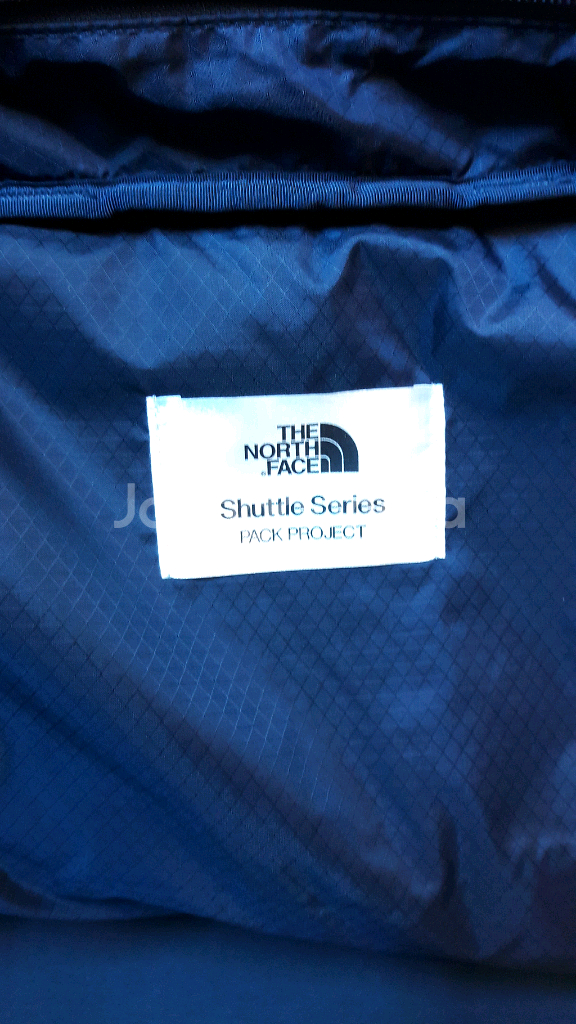 THE
NORTH
FACE
Shuttle Series
PACK PROJECT